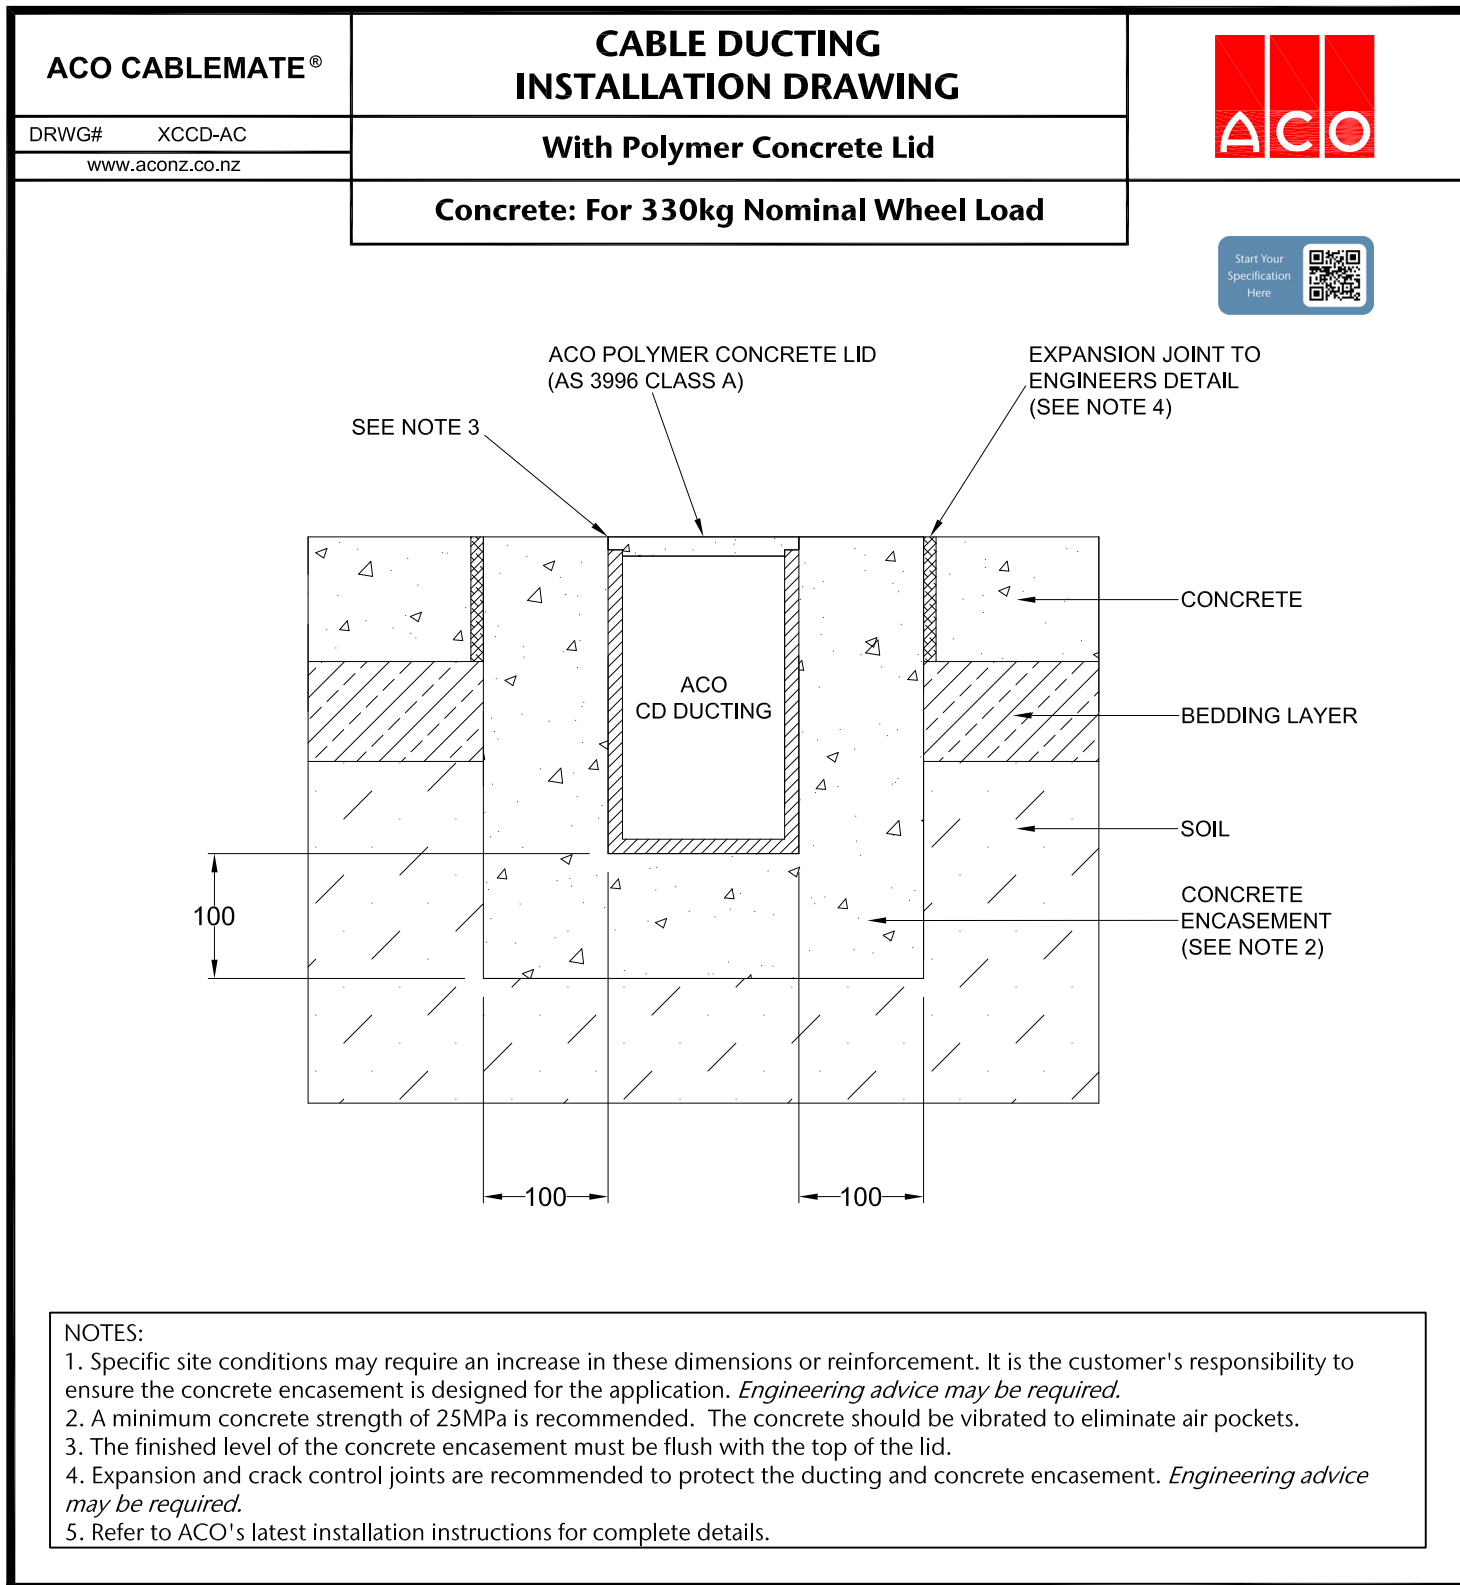 ACO CABLEMATE®
DRWG# XCCD-AC
www.aconz.co.nz
CABLE DUCTING
INSTALLATION DRAWING
With Polymer Concrete Lid
Concrete: For 330kg Nominal Wheel Load
ACO
Start Your
Specification
Here
ACO POLYMER CONCRETE LID
(AS 3996 CLASS A)
EXPANSION JOINT TO
ENGINEERS DETAIL
(SEE NOTE 4)
SEE NOTE 3
CONCRETE
ACO
CD DUCTING
BEDDING LAYER
SOIL
CONCRETE
ENCASEMENT
(SEE NOTE 2)
100
100
100
NOTES:
1. Specific site conditions may require an increase in these dimensions or reinforcement. It is the customer's responsibility to
ensure the concrete encasement is designed for the application. Engineering advice may be required.
2. A minimum concrete strength of 25MPa is recommended. The concrete should be vibrated to eliminate air pockets.
3. The finished level of the concrete encasement must be flush with the top of the lid.
4. Expansion and crack control joints are recommended to protect the ducting and concrete encasement. Engineering advice
may be required.
5. Refer to ACO's latest installation instructions for complete details.